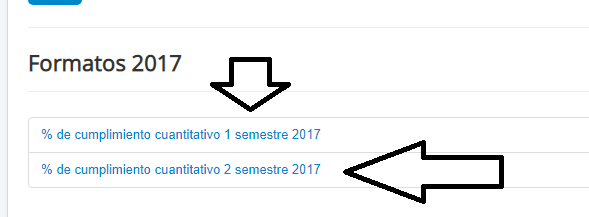 Formatos 2017
% de cumplimiento cuantitativo 1 semestre 2017
% de cumplimiento cuantitativo 2 semestre 2017